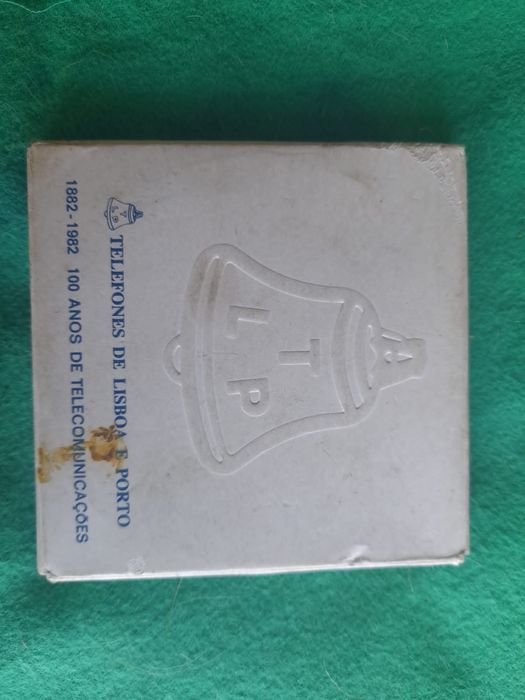 T
L P
T
L P
TELEFONES DE LISBOA E PORTO
1882-1982 100 ANOS DE TELECOMUNICAÇÕES